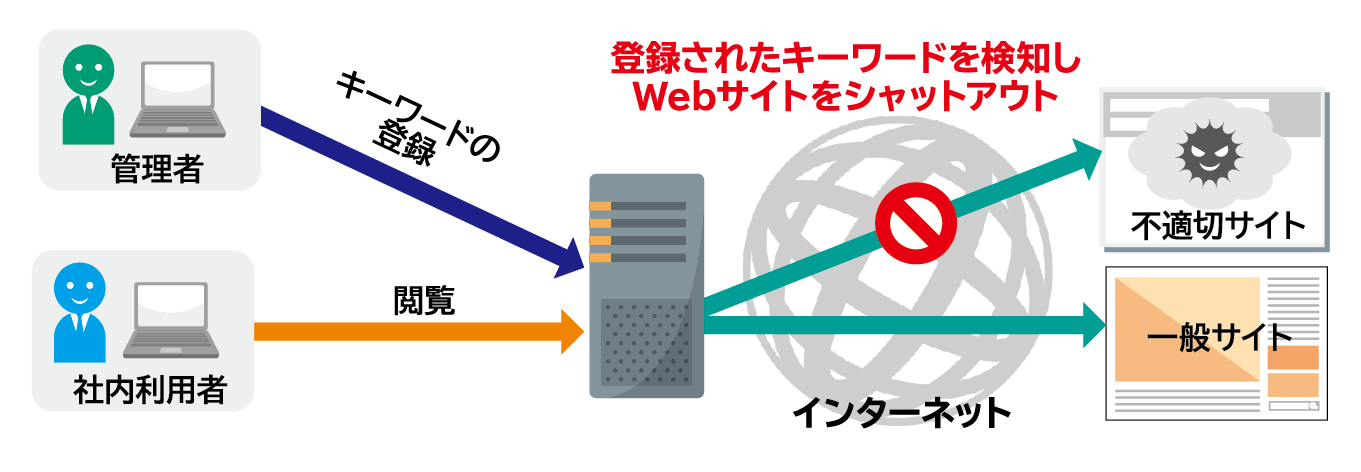 登録されたキーワードを検知し
Webサイトをシャットアウト
キーワードの
登録
管理者
不適切サイト
閲覧
一般サイト
社内利用者
インターネット